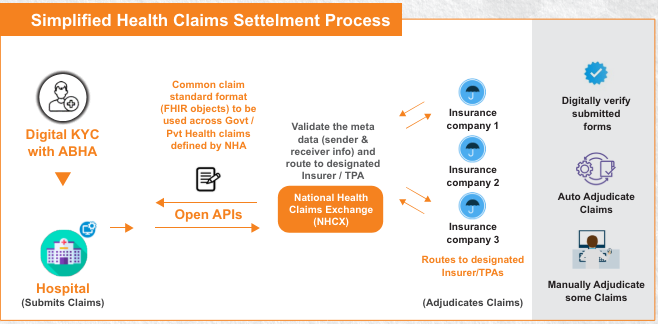 Simplified Health Claims Settelment Process
Digital KYC
with ABHA
Hospital
(Submits Claims)
Common claim
standard format
(FHIR objects) to be
used across Govt /
Pvt Health claims
defined by NHA
Open APIs
Validate the meta
data (sender &
receiver info) and
route to designated
Insurer / TPA
National Health
Claims Exchange
(NHCX)
Insurance
company 1
Insurance
company 2
Insurance
company 3
Routes to designated
Insurer/TPAs
(Adjudicates Claims)
Digitally verify
submitted
forms
Auto Adjudicate
Claims
Manually Adjudicate
some Claims